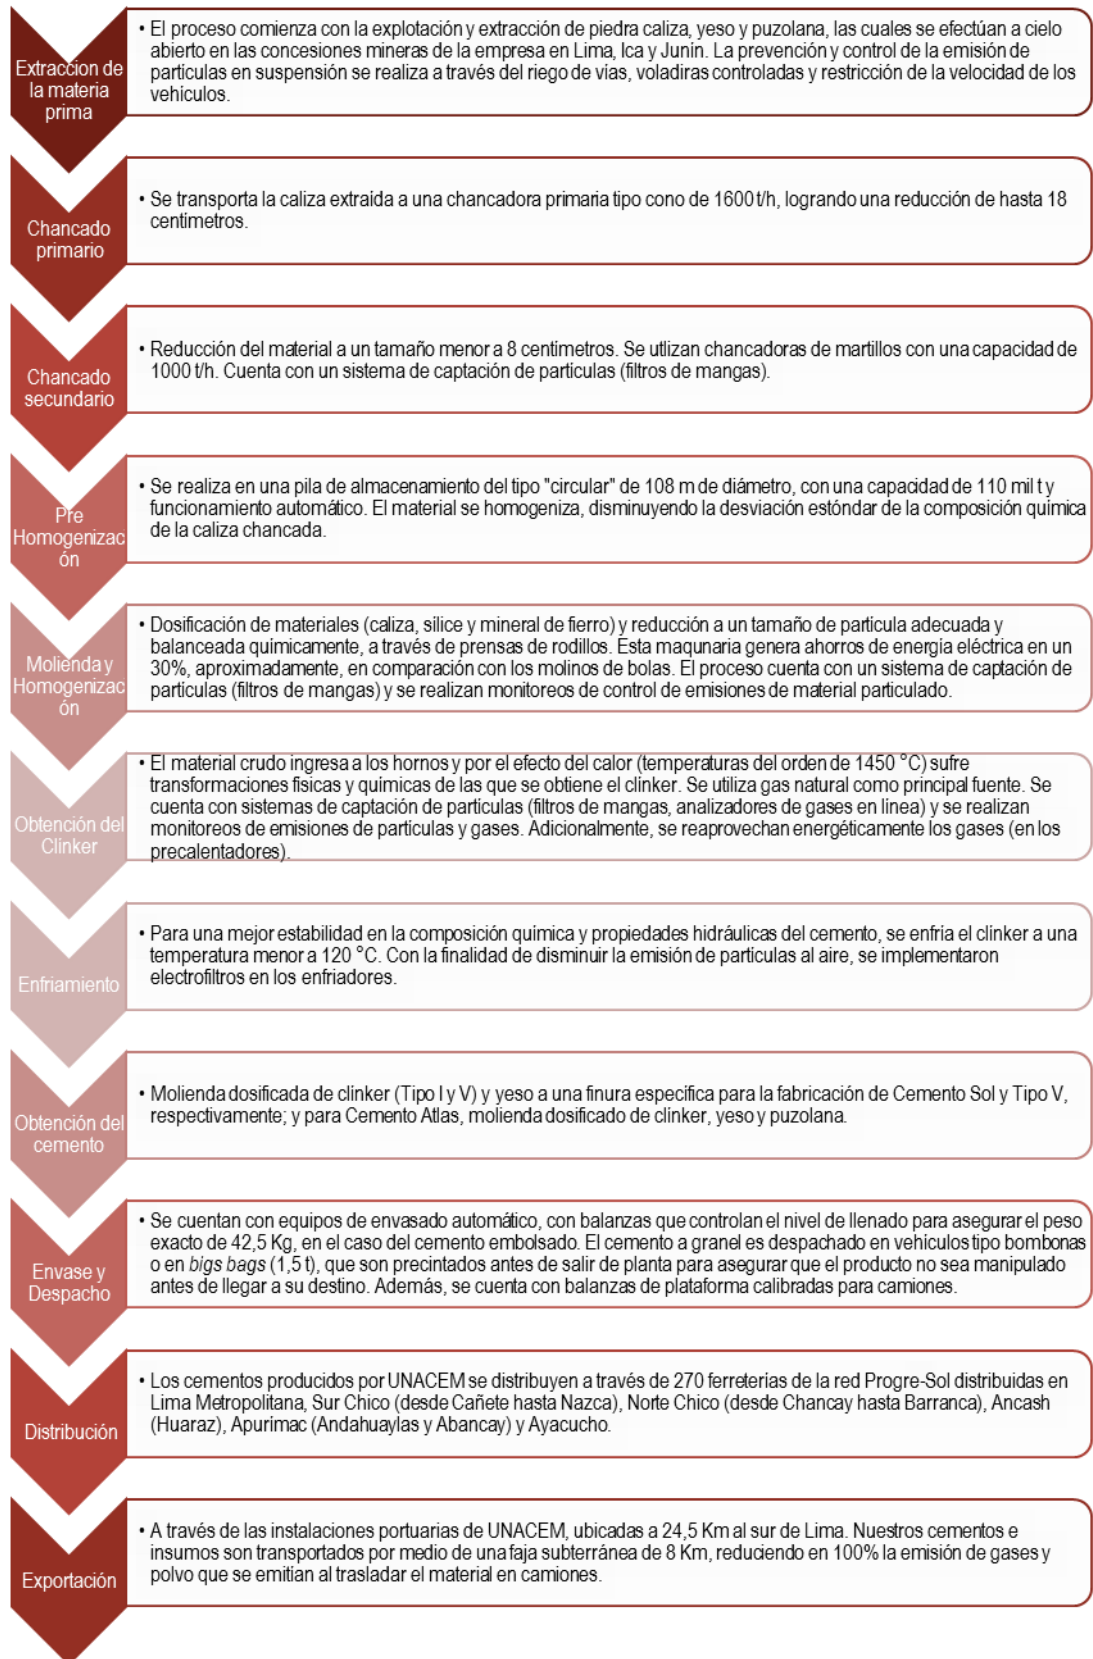 Extraccion de
la materia
prima
• El proceso comienza con la explotación y extracción de piedra caliza, yeso y puzolana, las cuales se efectúan a cielo
abierto en las concesiones mineras de la empresa en Lima, Ica y Junín. La prevención y control de la emisión de
partículas en suspensión se realiza a través del riego de vías, voladiras controladas y restricción de la velocidad de los
vehículos.
Chancado
primario
• Se transporta la caliza extraída a una chancadora primaria tipo cono de 1600 t/h, logrando una reducción de hasta 18
centímetros.
Chancado
secundario
• Reducción del material a un tamaño menor a 8 centimetros. Se utlizan chancadoras de martillos con una capacidad de
1000 t/h. Cuenta con un sistema de captación de partículas (filtros de mangas).
Pre
Homogenizac
ón
• Se realiza en una pila de almacenamiento del tipo "circular" de 108 m de diámetro, con una capacidad de 110 mil t y
funcionamiento automático. El material se homogeniza, disminuyendo la desviación estóndar de la composición química
de la caliza chancada.
Molienda y
Homogenizac
ón
• Dosificación de materiales (caliza, sílice y mineral de fierro) y reducción a un tamaño de partícula adecuada y
balanceada químicamente, a través de prensas de rodillos. Esta maqunaria genera ahorros de energía eléctrica en un
30%, aproximadamente, en comparación con los molinos de bolas. El proceso cuenta con un sistema de captación de
partículas (filtros de mangas) y se realizan monitoreos de control de emisiones de material particulado.
Obtención del
Clínker
• El material crudo ingresa a los hornos y por el efecto del calor (temperaturas del orden de 1450 °C) sufre
transformaciones físicas y químicas de las que se obtiene el clínker. Se utiliza gas natural como principal fuente. Se
cuenta con sistemas de captación de partículas (filtros de mangas, analizadores de gases en línea) y se realizan
monitoreos de emisiones de partículas y gases. Adicionalmente, se reaprovechan energéticamente los gases (en los
precalentadores).
Enfriamiento
• Para una mejor estabilidad en la composición química y propiedades hidráulicas del cemento, se enfría el clínker a una
temperatura menor a 120 °C. Con la finalidad de disminuir la emisión de partículas al aire, se implementaron
electrofiltros en los enfriadores.
Obtención del
cemento
• Molienda dosificada de clínker (Tipo I y V) y yeso a una finura específica para la fabricación de Cemento Sol y Tipo V,
respectivamente; y para Cemento Atlas, molienda dosificado de clínker, yeso y puzolana.
Envase y
Despacho
• Se cuentan con equipos de envasado automático, con balanzas que controlan el nivel de llenado para asegurar el peso
exacto de 42,5 Kg, en el caso del cemento embolsado. El cemento a granel es despachado en vehículos tipo bombonas
o en bigs bags (1,5 t), que son precintados antes de salir de planta para asegurar que el producto no sea manipulado
antes de llegar a su destino. Además, se cuenta con balanzas de plataforma calibradas para camiones.
Distribución
• Los cementos producidos por UNACEM se distribuyen a través de 270 ferreterías de la red Progre-Sol distribuidas en
Lima Metropolitana, Sur Chico (desde Cañete hasta Nazca), Norte Chico (desde Chancay hasta Barranca), Ancash
(Huaraz), Apurímac (Andahuaylas y Abancay) y Ayacucho.
Exportación
• A través de las instalaciones portuarias de UNACEM, ubicadas a 24,5 Km al sur de Lima. Nuestros cementos e
insumos son transportados por medio de una faja subterránea de 8 Km, reduciendo en 100% la emisión de gases y
polvo que se emitían al trasladar el material en camiones.